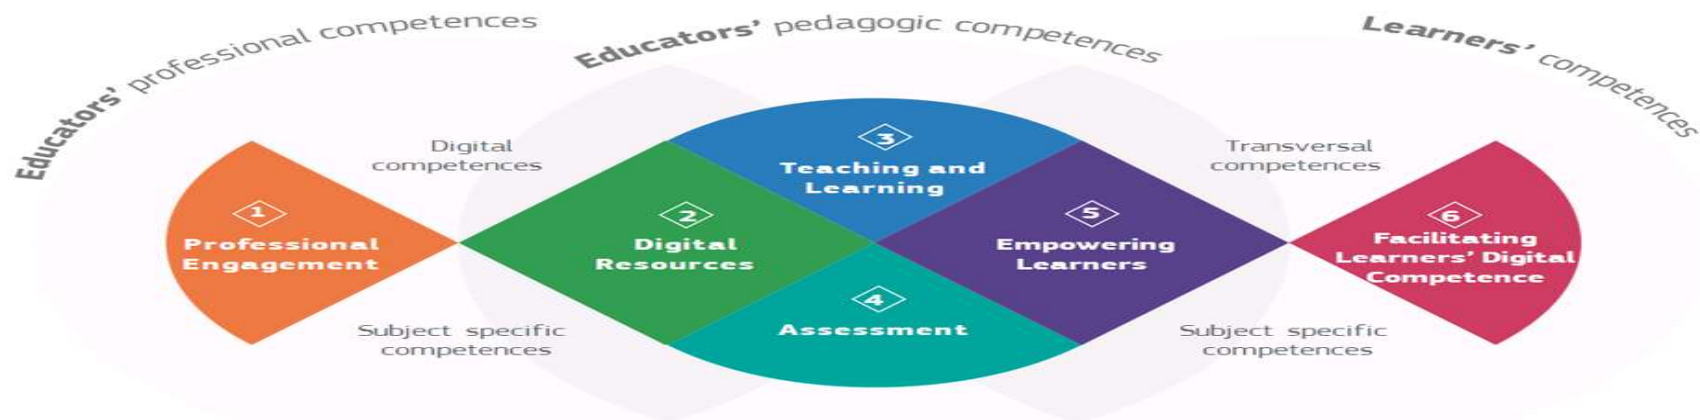 Educators’ professional competences
Educators’ pedagogic competences
Learners’ competences
Digital
competences
Transversal
competences
1
Professional
Engagement
2
Digital
Resources
3
Teaching and
Learning
4
Assessment
5
Empowering
Learners
6
Facilitating
Learners’ Digital
Competence
Subject specific
competences
Subject specific
competences